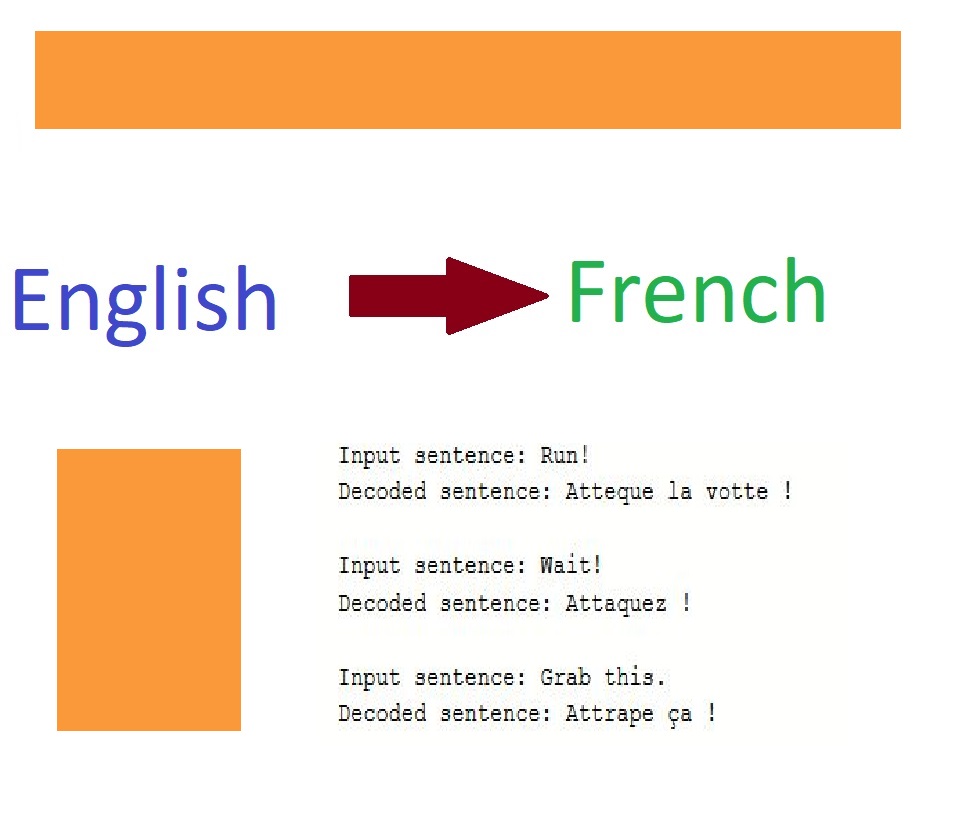 English
French
Input sentence: Run!
Decoded sentence: Atteque la votte !
Input sentence: Wait!
Decoded sentence: Attaquez !
Input sentence: Grab this.
Decoded sentence: Attrape ça !